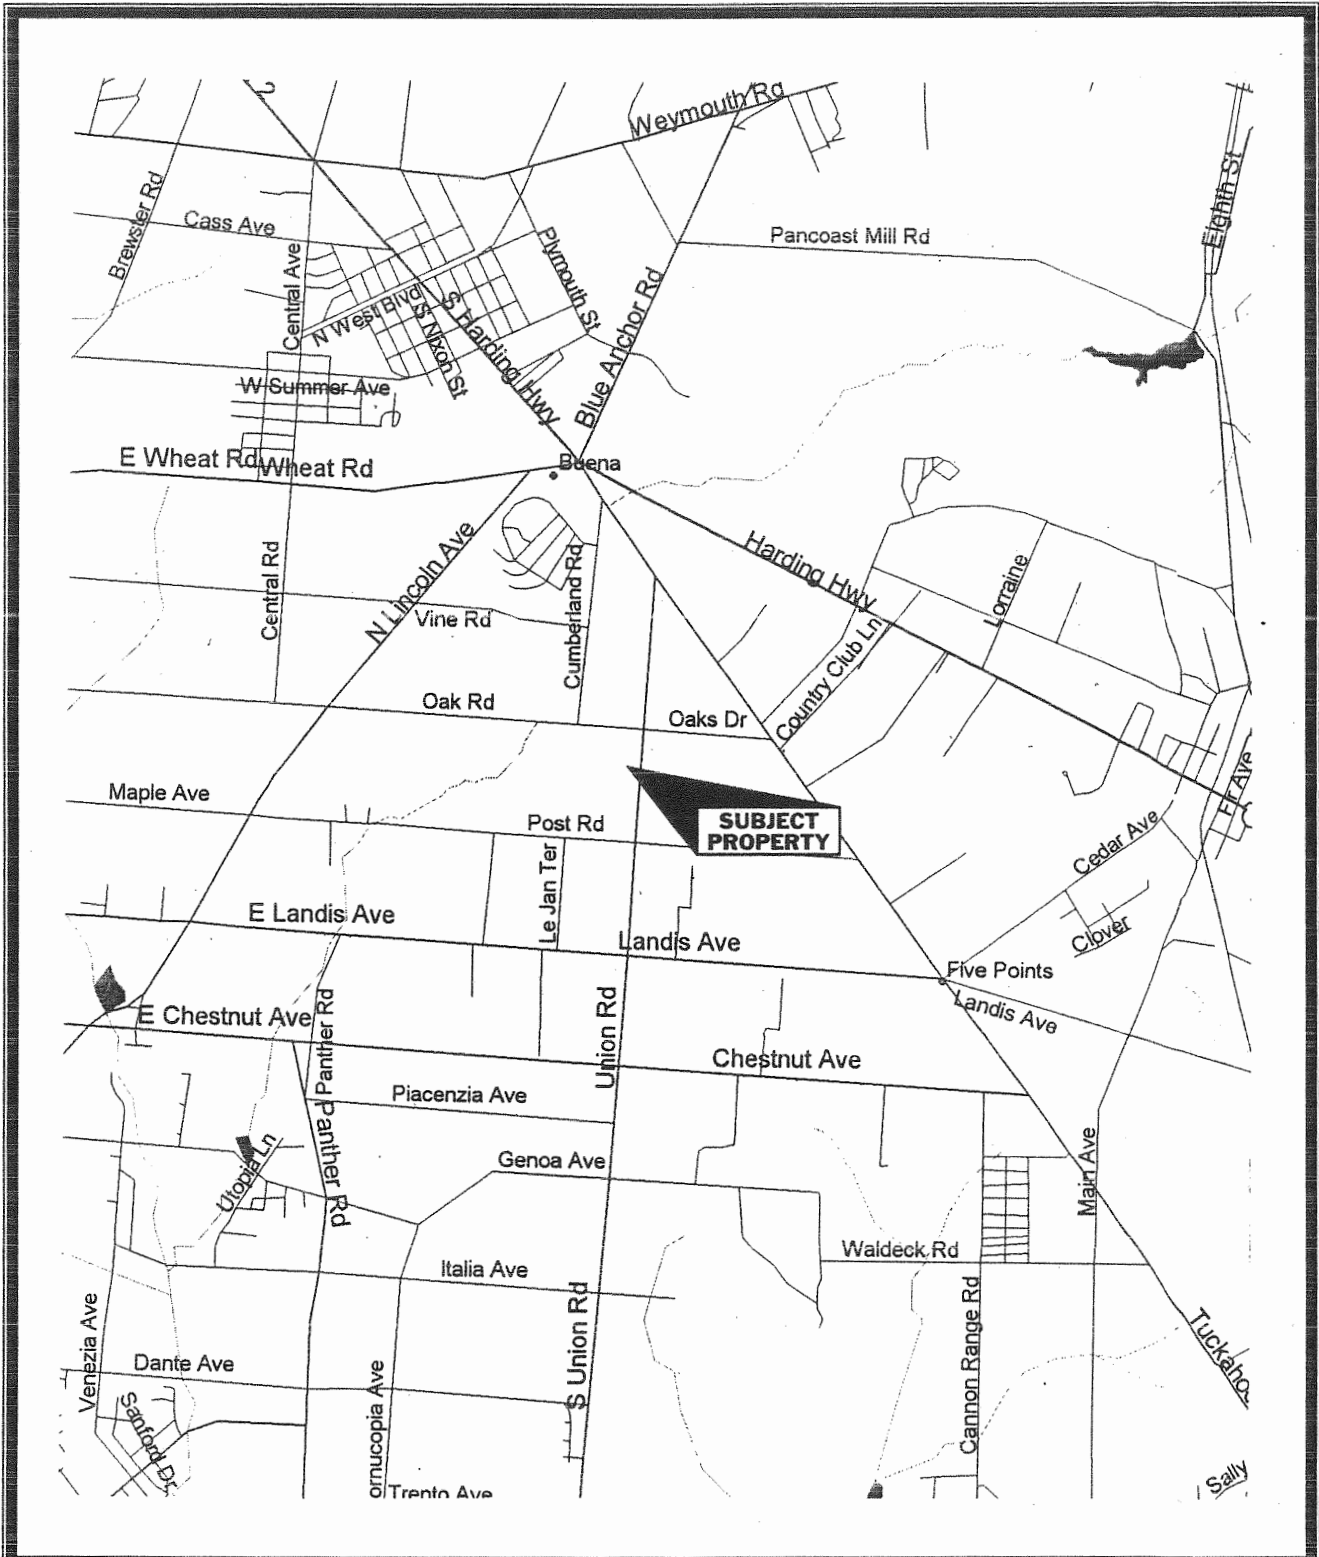 Weymouth Rd
Eighth St
Brewster Rd
Cass Ave
Central Ave
Plymouth St
Pancoast Mill Rd
N West Blvd
S Nixon St
S Harding Hwy
Blue Anchor Rd
W Summer Ave
E Wheat Rd
Wheat Rd
Buena
Harding Hwy
Central Rd
N Lincoln Ave
Vine Rd
Cumberland Rd
Lorraine
Country Club Ln
Oak Rd
Oaks Dr
Maple Ave
Post Rd
SUBJECT
PROPERTY
Fir Ave
Cedar Ave
Le Jan Ter
E Landis Ave
Landis Ave
Clover
Five Points
Landis Ave
E Chestnut Ave
Panther Rd
Union Rd
Chestnut Ave
Piacenzia Ave
Panther Rd
Utopia Ln
Genoa Ave
Main Ave
Waldeck Rd
Italia Ave
Venezia Ave
S Union Rd
Cannon Range Rd
Tuckaho
Dante Ave
Sanford Dr
ornucopia Ave
Trento Ave
Sally